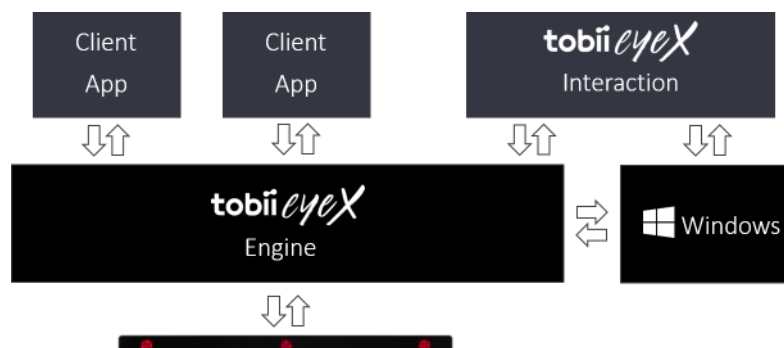 Client
App
Client
App
tobii eyeX
Interaction
tobii eyeX
Engine
Windows